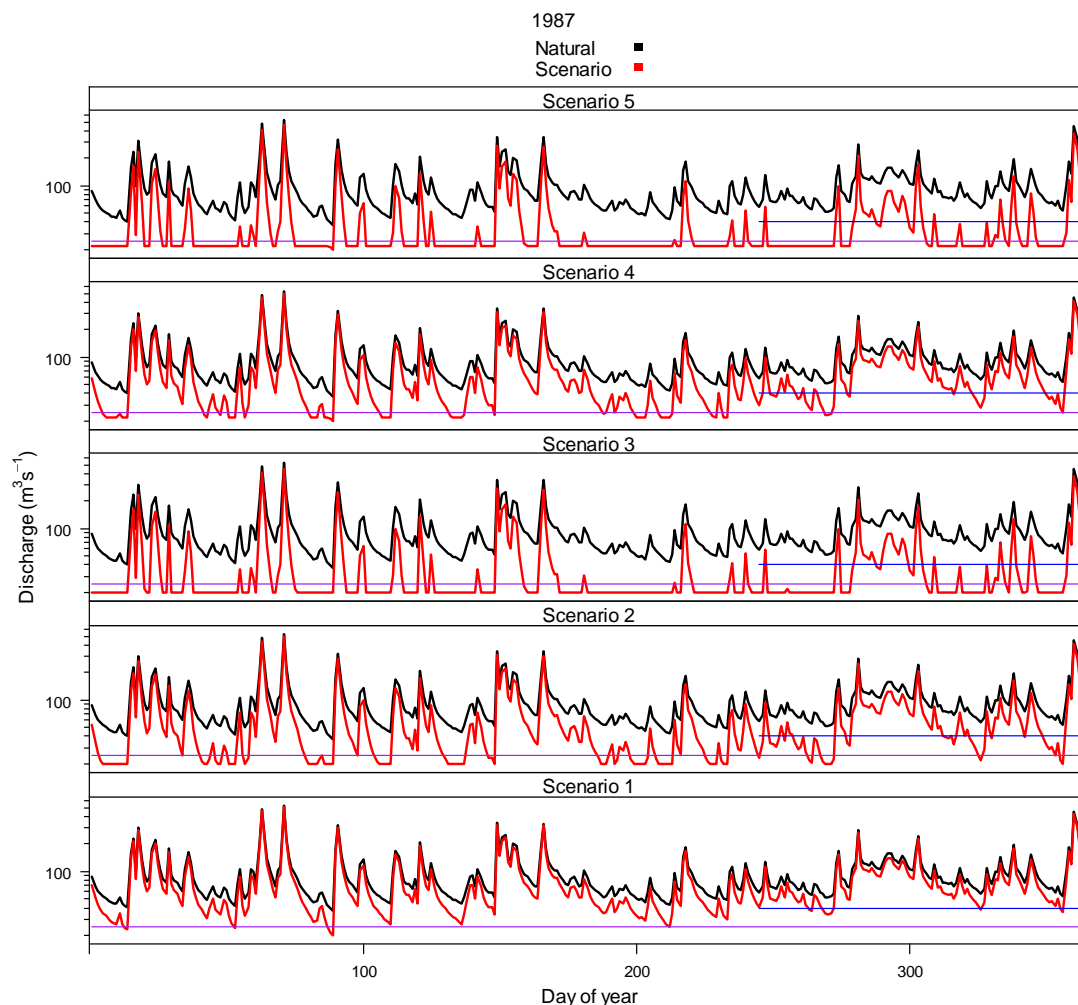 1987
Natural
Scenario
Scenario 5
100
Scenario 4
100
Scenario 3
100
Scenario 2
100
Scenario 1
100
Discharge (m³s⁻¹)
100
200
300
Day of year